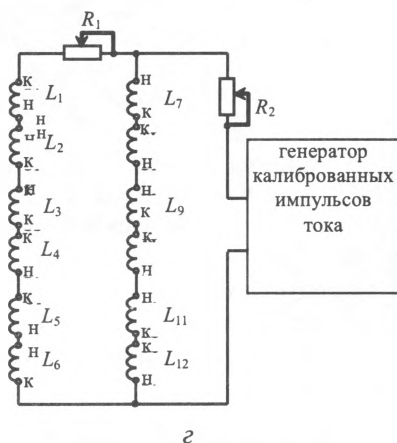 R₁
к
L₁
н
н
н
L₂
к
н
L₃
к
к
L₄
н
к
L₅
н
н
L₆
к
н
L₇
к
к
н
н
L₉
к
к
н
н
L₁₁
к
к
L₁₂
н
R₂
генератор
калиброванных
импульсов
тока
г